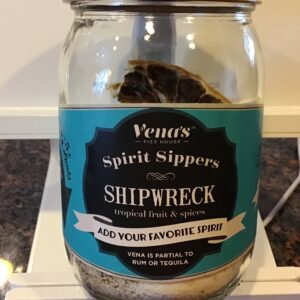 Vena's™
FIZZ HOUSE
Spirit Sippers
SHIPWRECK
tropical fruit & spices
ADD YOUR FAVORITE SPIRIT
VENA IS PARTIAL TO
RUM OR TEQUILA